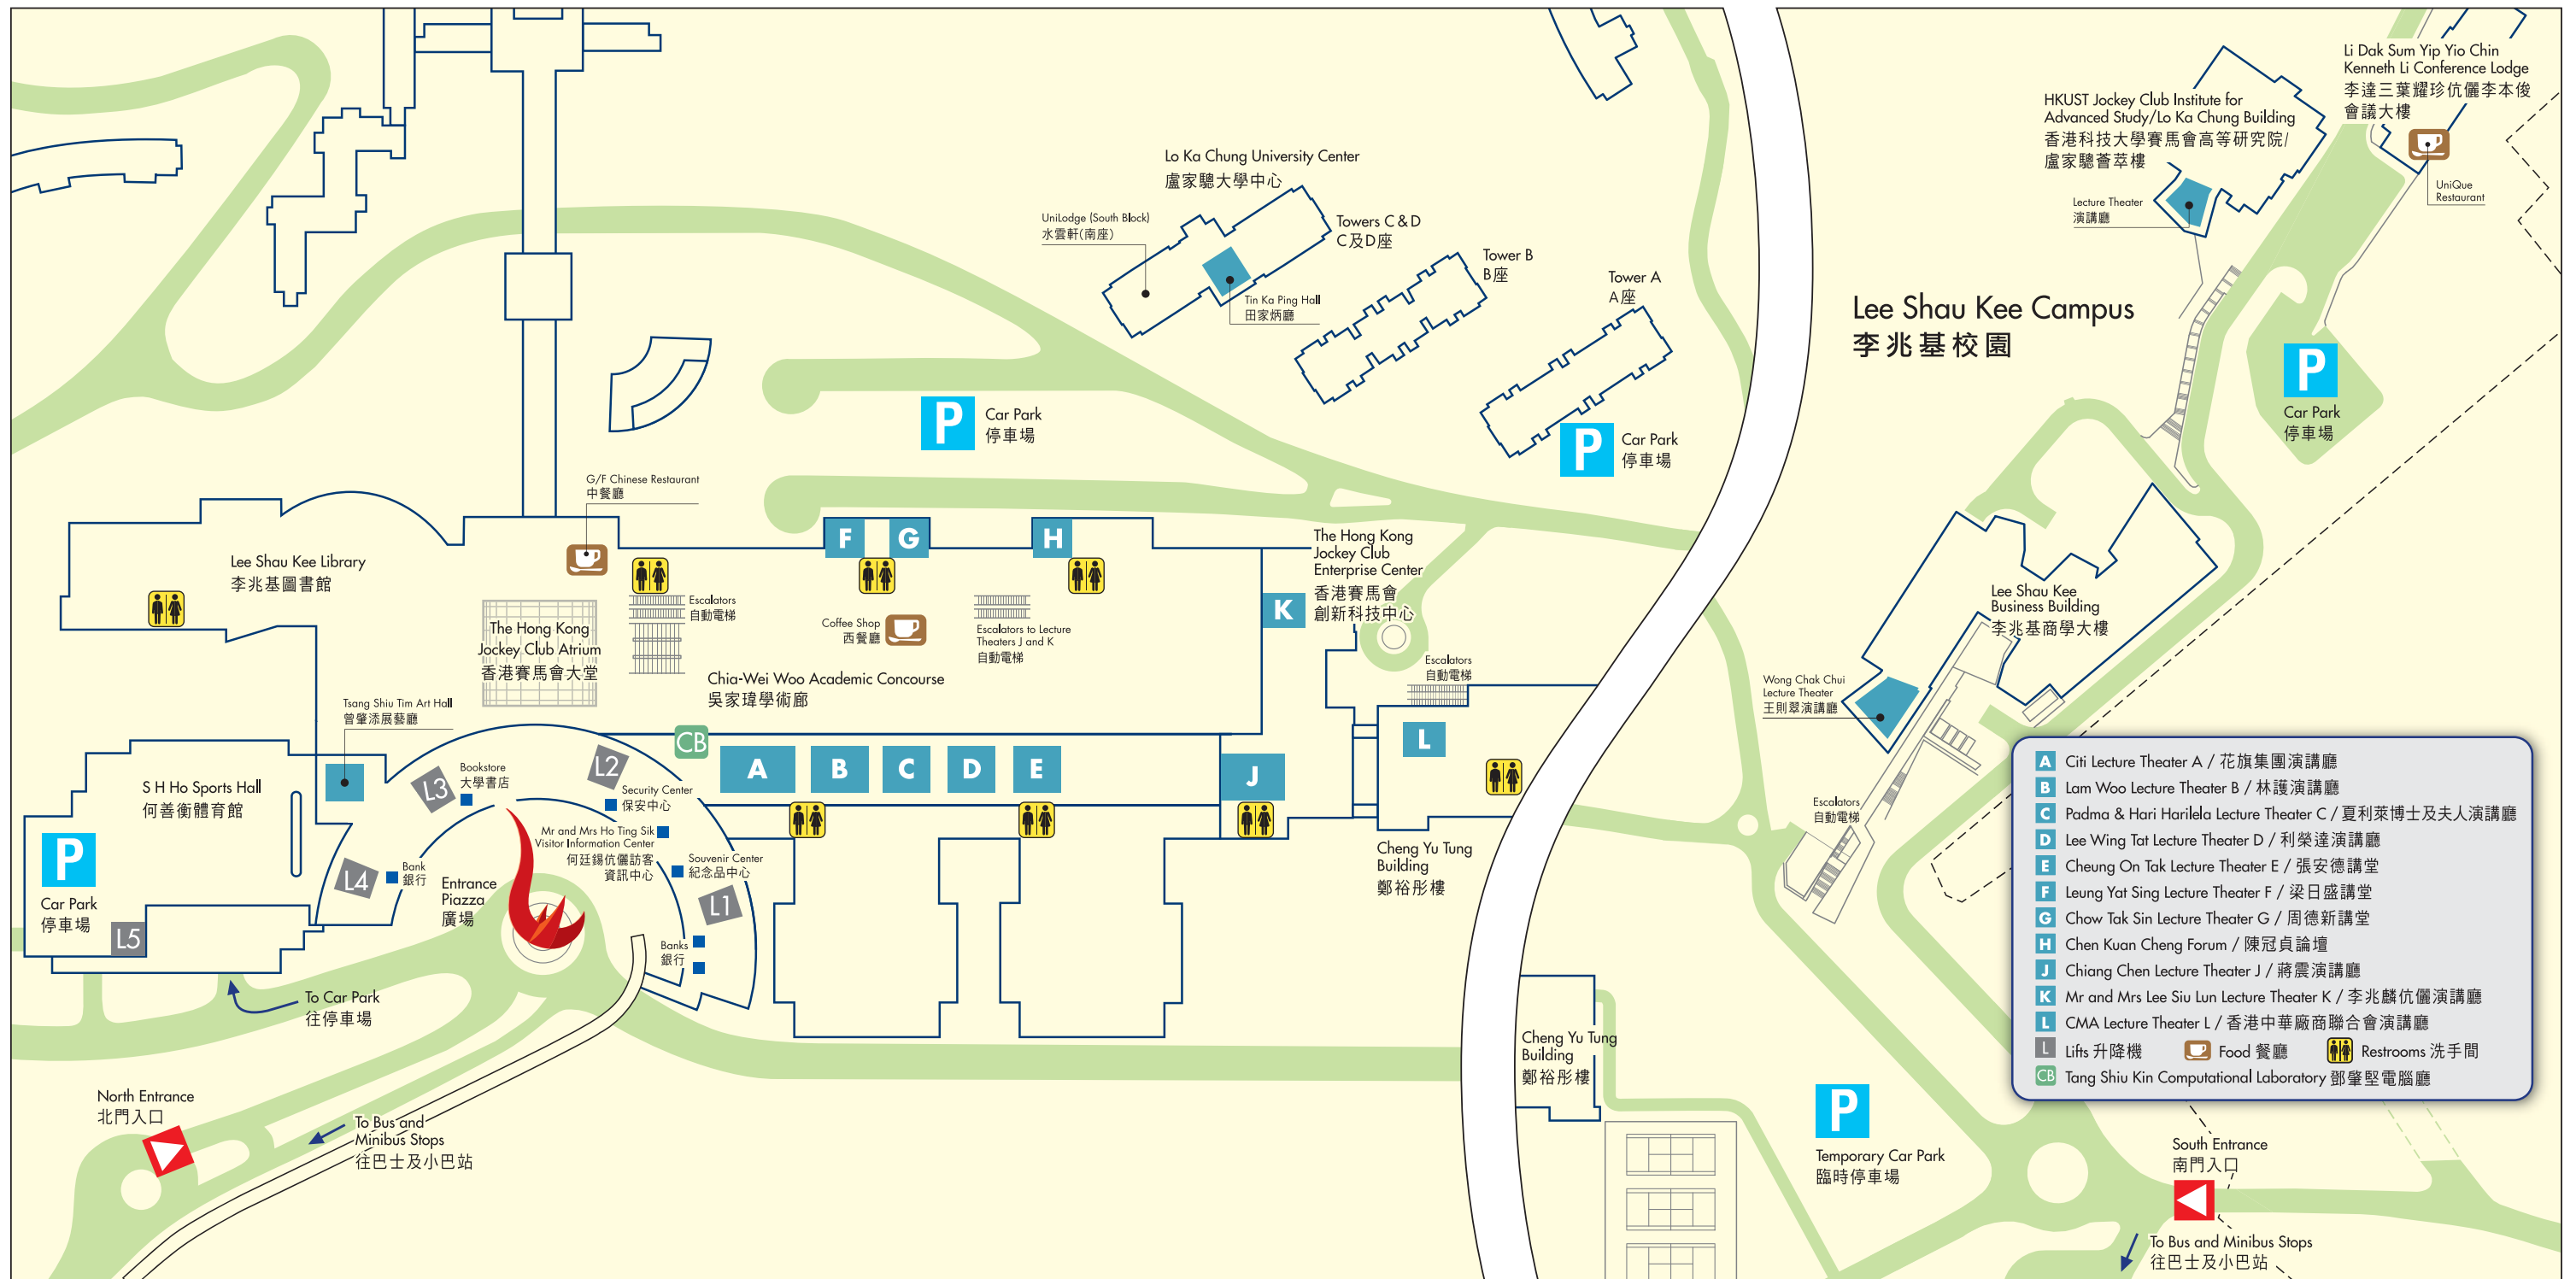 Li Dak Sum Yip Yio Chin
Kenneth Li Conference Lodge
李達三葉耀珍伉儷李本俊
會議大樓
HKUST Jockey Club Institute for
Advanced Study/Lo Ka Chung Building
香港科技大學賽馬會高等研究院/
盧家驄薈萃樓
UniQue
Restaurant
Lecture Theater
演講廳
Lo Ka Chung University Center
盧家驄大學中心
UniLodge (South Block)
水雲軒(南座)
Towers C & D
C及D座
Tin Ka Ping Hall
田家炳廳
Tower B
B座
Tower A
A座
Lee Shau Kee Campus
李兆基校園
P
Car Park
停車場
P
Car Park
停車場
P
Car Park
停車場
G/F Chinese Restaurant
中餐廳
Lee Shau Kee Library
李兆基圖書館
F
G
H
The Hong Kong
Jockey Club
Enterprise Center
香港賽馬會
創新科技中心
K
Escalators
自動電梯
Coffee Shop
西餐廳
Escalators to Lecture
Theaters J and K
自動電梯
The Hong Kong
Jockey Club Atrium
香港賽馬會大堂
Chia-Wei Woo Academic Concourse
吳家瑋學術廊
Escalators
自動電梯
Lee Shau Kee
Business Building
李兆基商學大樓
Wong Chak Chui
Lecture Theater
王則翠演講廳
Tsang Shiu Tim Art Hall
曾肇添展藝廳
CB
A
B
C
D
E
J
L
S H Ho Sports Hall
何善衡體育館
L3
Bookstore
大學書店
L2
Security Center
保安中心
Mr and Mrs Ho Ting Sik
Visitor Information Center
何廷錫伉儷訪客
資訊中心
Souvenir Center
紀念品中心
L4
Bank
銀行
L1
Banks
銀行
Entrance
Piazza
廣場
P
Car Park
停車場
L5
To Car Park
往停車場
Cheng Yu Tung
Building
鄭裕彤樓
Escalators
自動電梯
A Citi Lecture Theater A / 花旗集團演講廳
B Lam Woo Lecture Theater B / 林護演講廳
C Padma & Hari Harilela Lecture Theater C / 夏利萊博士及夫人演講廳
D Lee Wing Tat Lecture Theater D / 利榮達演講廳
E Cheung On Tak Lecture Theater E / 張安德講堂
F Leung Yat Sing Lecture Theater F / 梁日盛講堂
G Chow Tak Sin Lecture Theater G / 周德新講堂
H Chen Kuan Cheng Forum / 陳冠貞論壇
J Chiang Chen Lecture Theater J / 蔣震演講廳
K Mr and Mrs Lee Siu Lun Lecture Theater K / 李兆麟伉儷演講廳
L CMA Lecture Theater L / 香港中華廠商聯合會演講廳
L Lifts 升降機 Food 餐廳 Restrooms 洗手間
CB Tang Shiu Kin Computational Laboratory 鄧肇堅電腦廳
Cheng Yu Tung
Building
鄭裕彤樓
North Entrance
北門入口
To Bus and
Minibus Stops
往巴士及小巴站
P
Temporary Car Park
臨時停車場
South Entrance
南門入口
To Bus and Minibus Stops
往巴士及小巴站